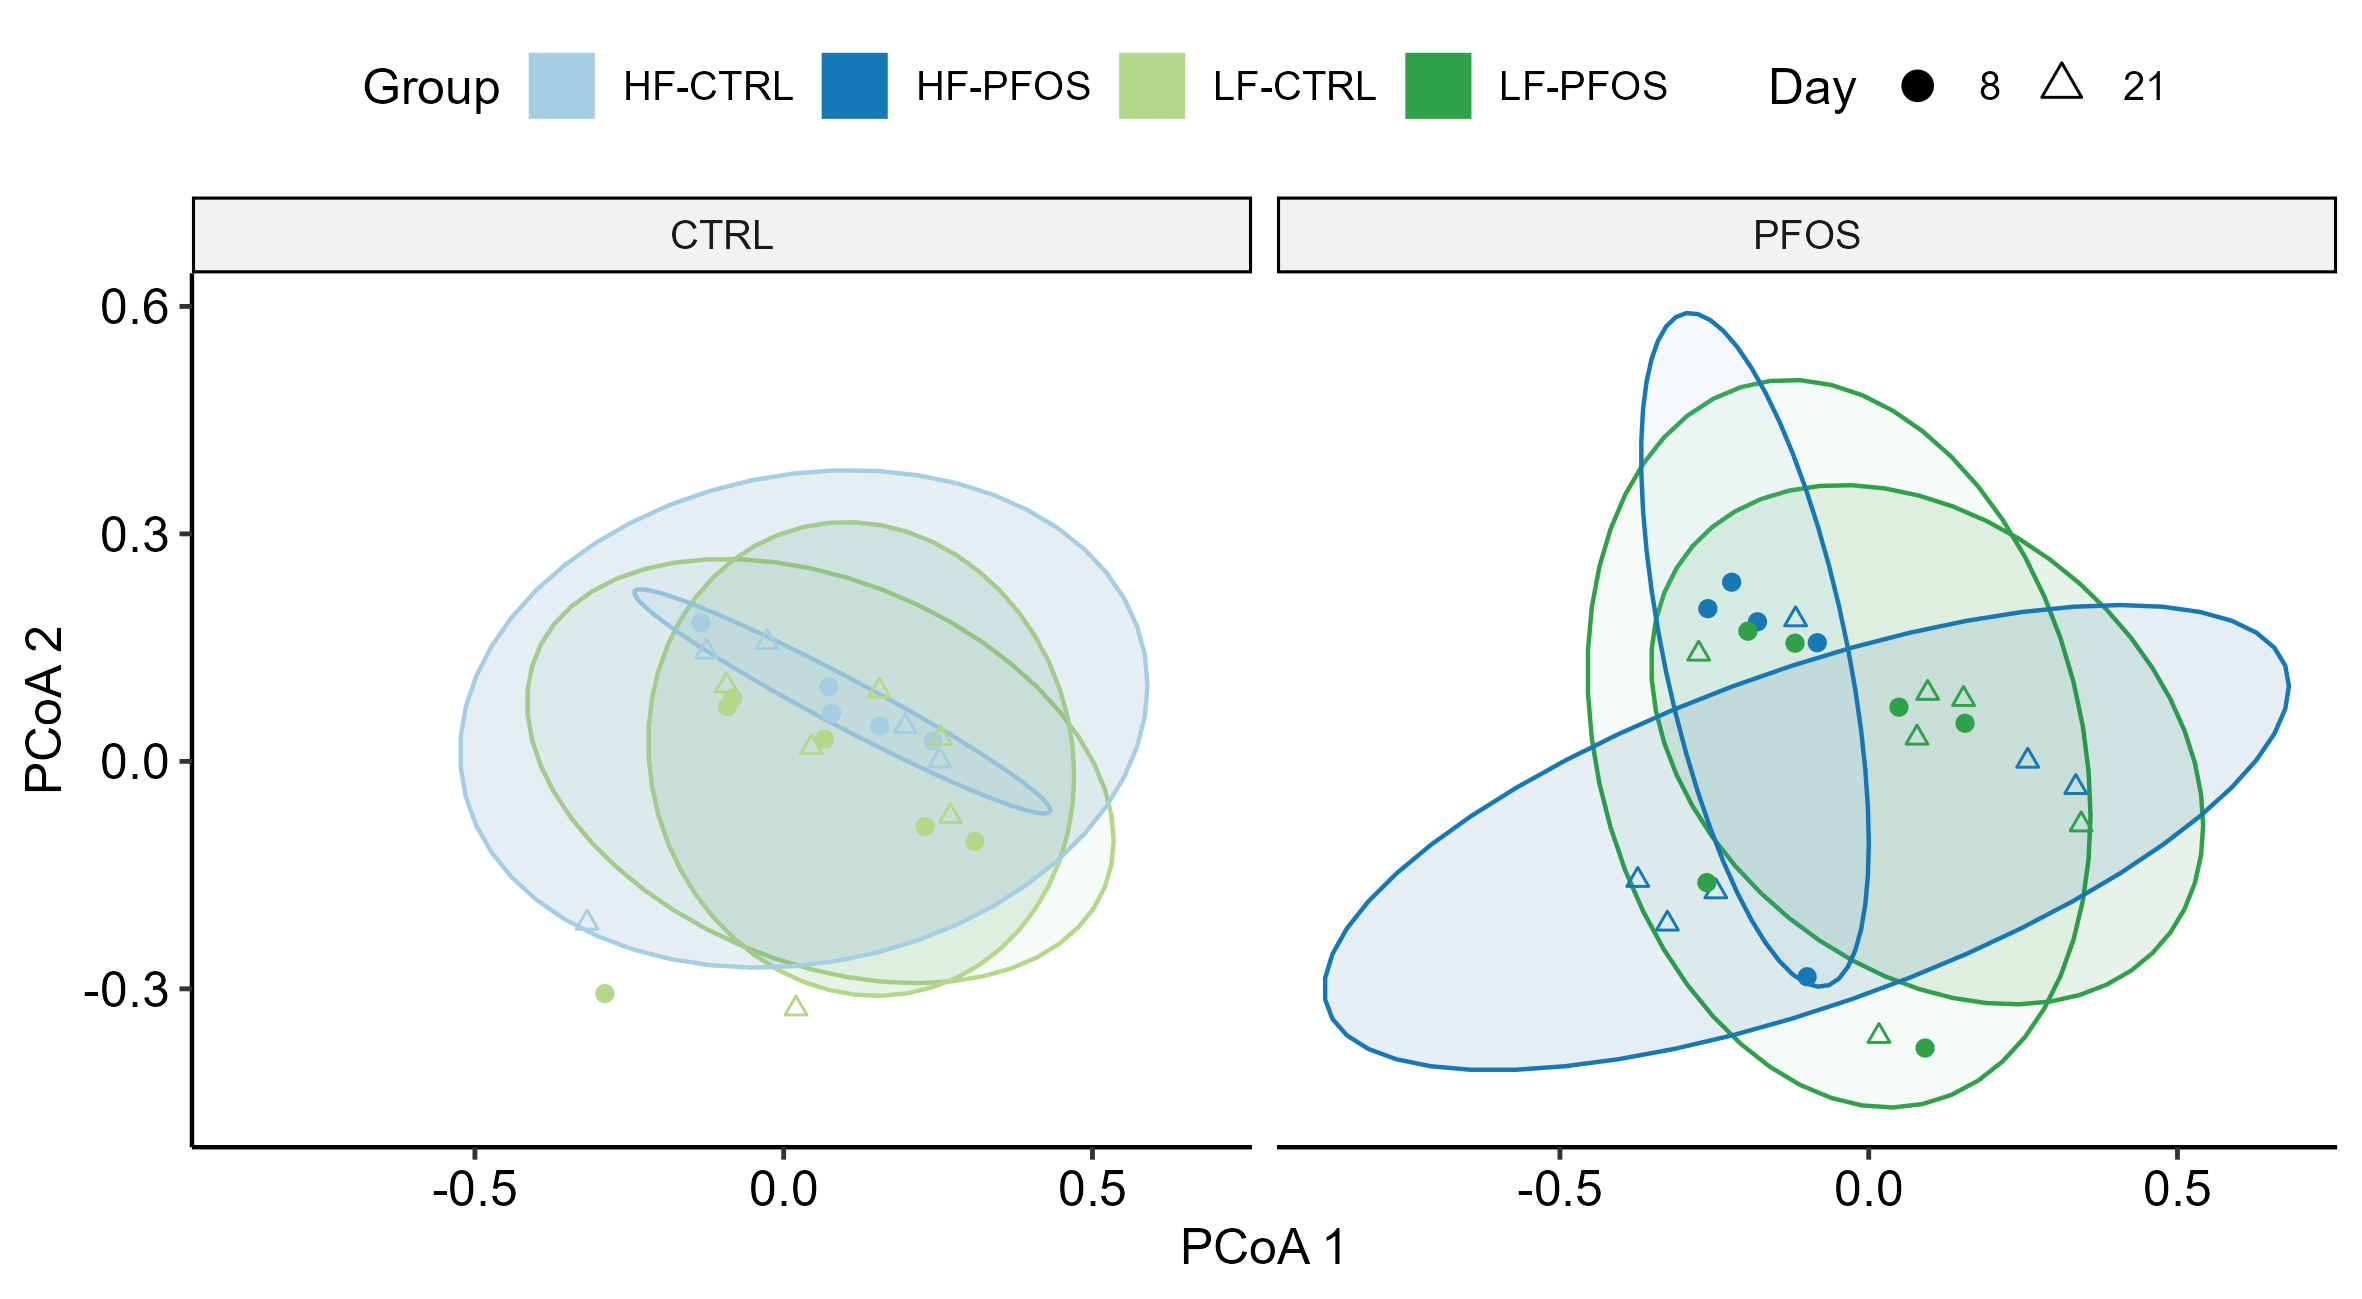 Group HF-CTRL HF-PFOS LF-CTRL LF-PFOS Day 8 21
CTRL PFOS
0.6
0.3
0.0
-0.3
PCoA 2
-0.5 0.0 0.5 -0.5 0.0 0.5
PCoA 1